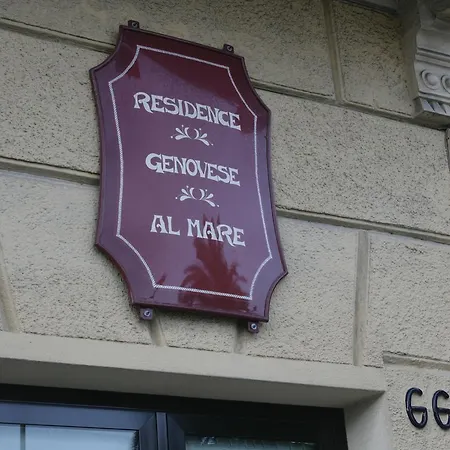 RESIDENCE
GENOVESE
AL MARE
66